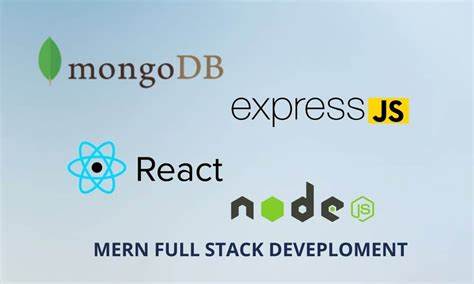 mongoDB
express JS
React
node
JS
MERN FULL STACK DEVEPLOMENT